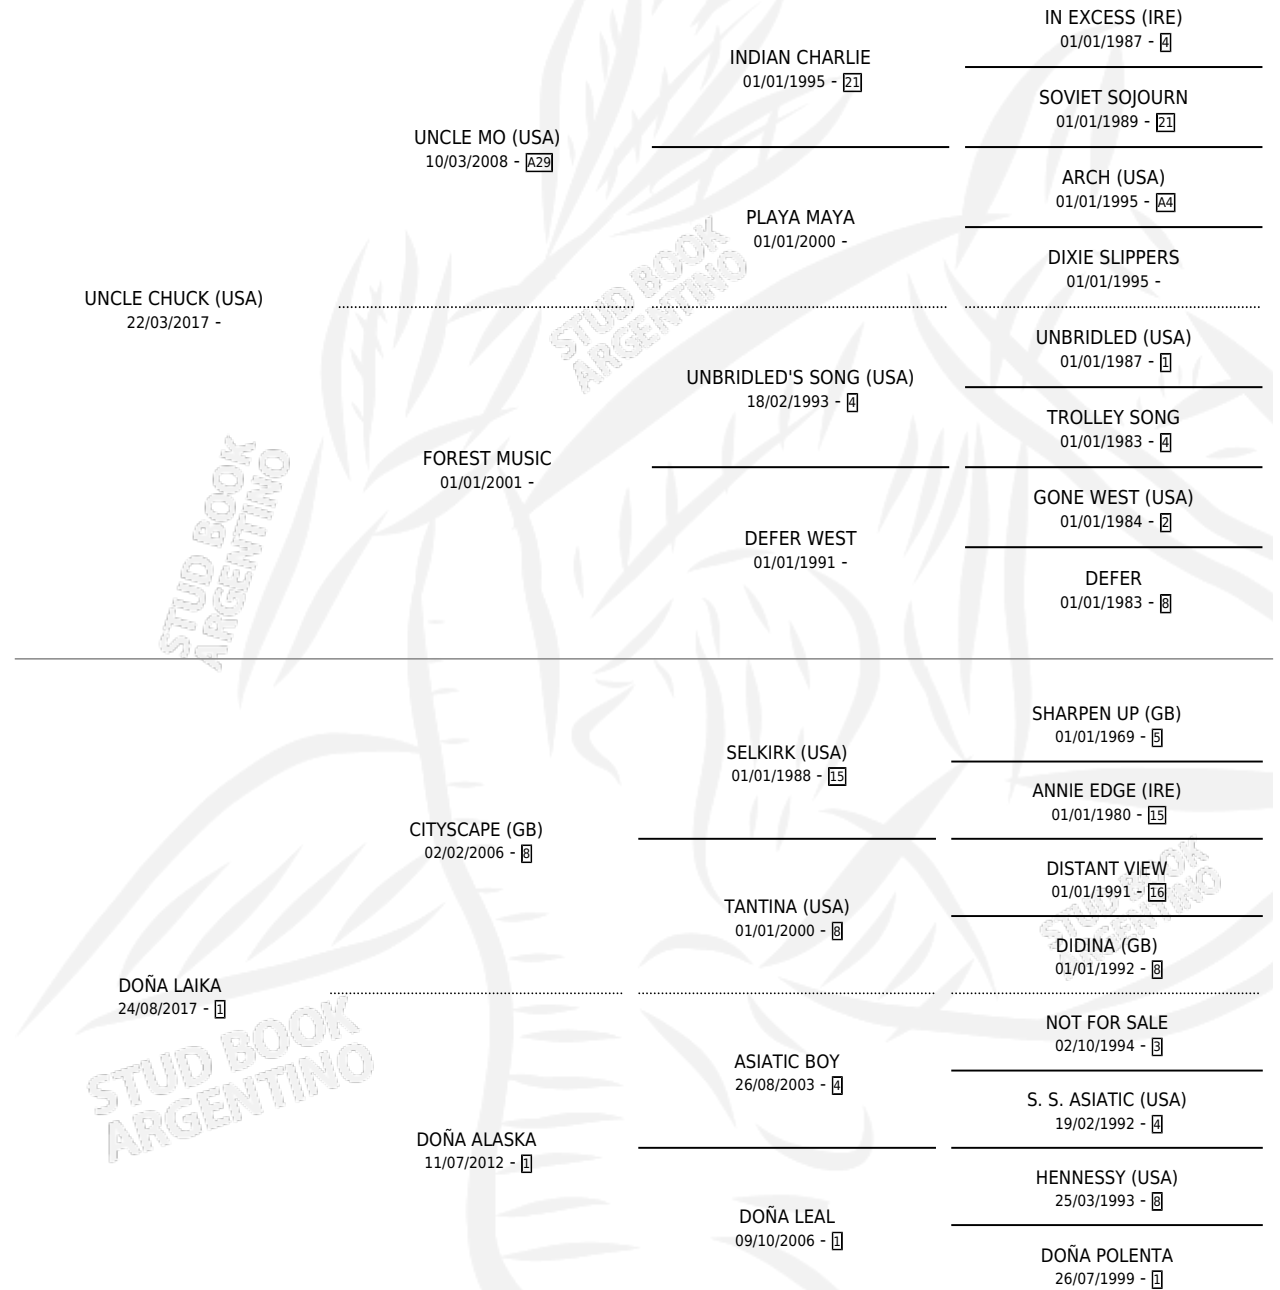 IN EXCESS (IRE)
01/01/1987 - 4
INDIAN CHARLIE
01/01/1995 - 21
SOVIET SOJOURN
01/01/1989 - 21
UNCLE MO (USA)
10/03/2008 - A29
ARCH (USA)
01/01/1995 - A4
PLAYA MAYA
01/01/2000 -
DIXIE SLIPPERS
01/01/1995 -
UNCLE CHUCK (USA)
22/03/2017 -
UNBRIDLED (USA)
01/01/1987 - 1
UNBRIDLED'S SONG (USA)
18/02/1993 - 4
TROLLEY SONG
01/01/1983 - 4
FOREST MUSIC
01/01/2001 -
GONE WEST (USA)
01/01/1984 - 2
DEFER WEST
01/01/1991 -
DEFER
01/01/1983 - 8
SHARPEN UP (GB)
01/01/1969 - 5
SELKIRK (USA)
01/01/1988 - 15
ANNIE EDGE (IRE)
01/01/1980 - 15
CITYSCAPE (GB)
02/02/2006 - 8
DISTANT VIEW
01/01/1991 - 16
TANTINA (USA)
01/01/2000 - 8
DIDINA (GB)
01/01/1992 - 8
DOÑA LAIKA
24/08/2017 - 1
NOT FOR SALE
02/10/1994 - 3
ASIATIC BOY
26/08/2003 - 4
S. S. ASIATIC (USA)
19/02/1992 - 4
DOÑA ALASKA
11/07/2012 - 1
HENNESSY (USA)
25/03/1993 - 8
DOÑA LEAL
09/10/2006 - 1
DOÑA POLENTA
26/07/1999 - 1
STUD BOOK
ARGENTINO
STUD BOOK
ARGENTINO
STUD BOOK
ARGENTINO
STUD BOOK
ARGENTINO